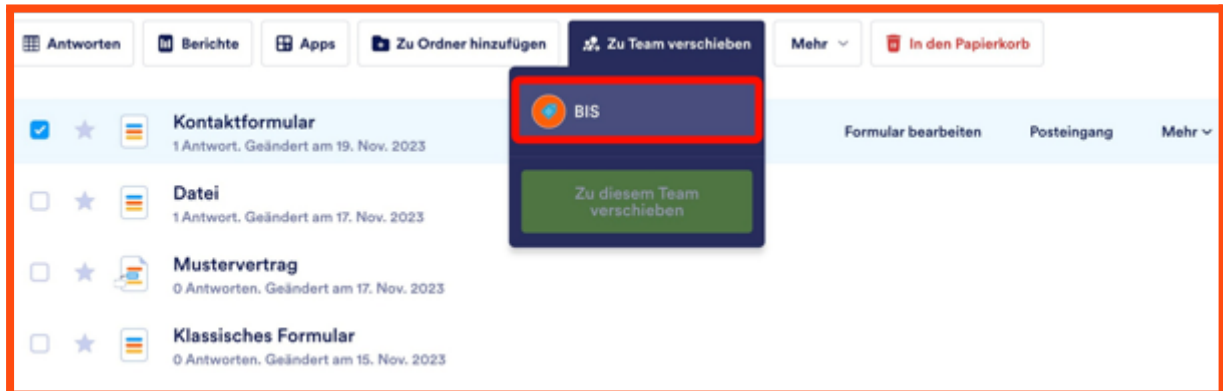 Antworten Berichte Apps Zu Ordner hinzufügen Zu Team verschieben Mehr In den Papierkorb
BIS
Kontaktformular
1 Antwort. Geändert am 19. Nov. 2023
Formular bearbeiten Posteingang Mehr
Zu diesem Team
verschieben
Datei
1 Antwort. Geändert am 17. Nov. 2023
Mustervertrag
0 Antworten. Geändert am 17. Nov. 2023
Klassisches Formular
0 Antworten. Geändert am 15. Nov. 2023